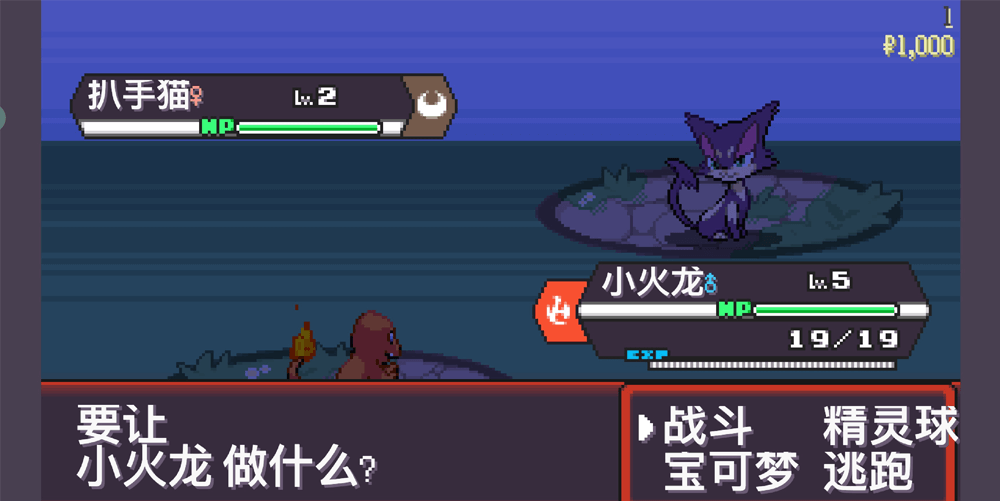 1
₽1,000
扒手猫♀ Lv.2
HP
小火龙♂ Lv.5
HP
19/19
EXP
要让
小火龙 做什么?
战斗 精灵球
宝可梦 逃跑